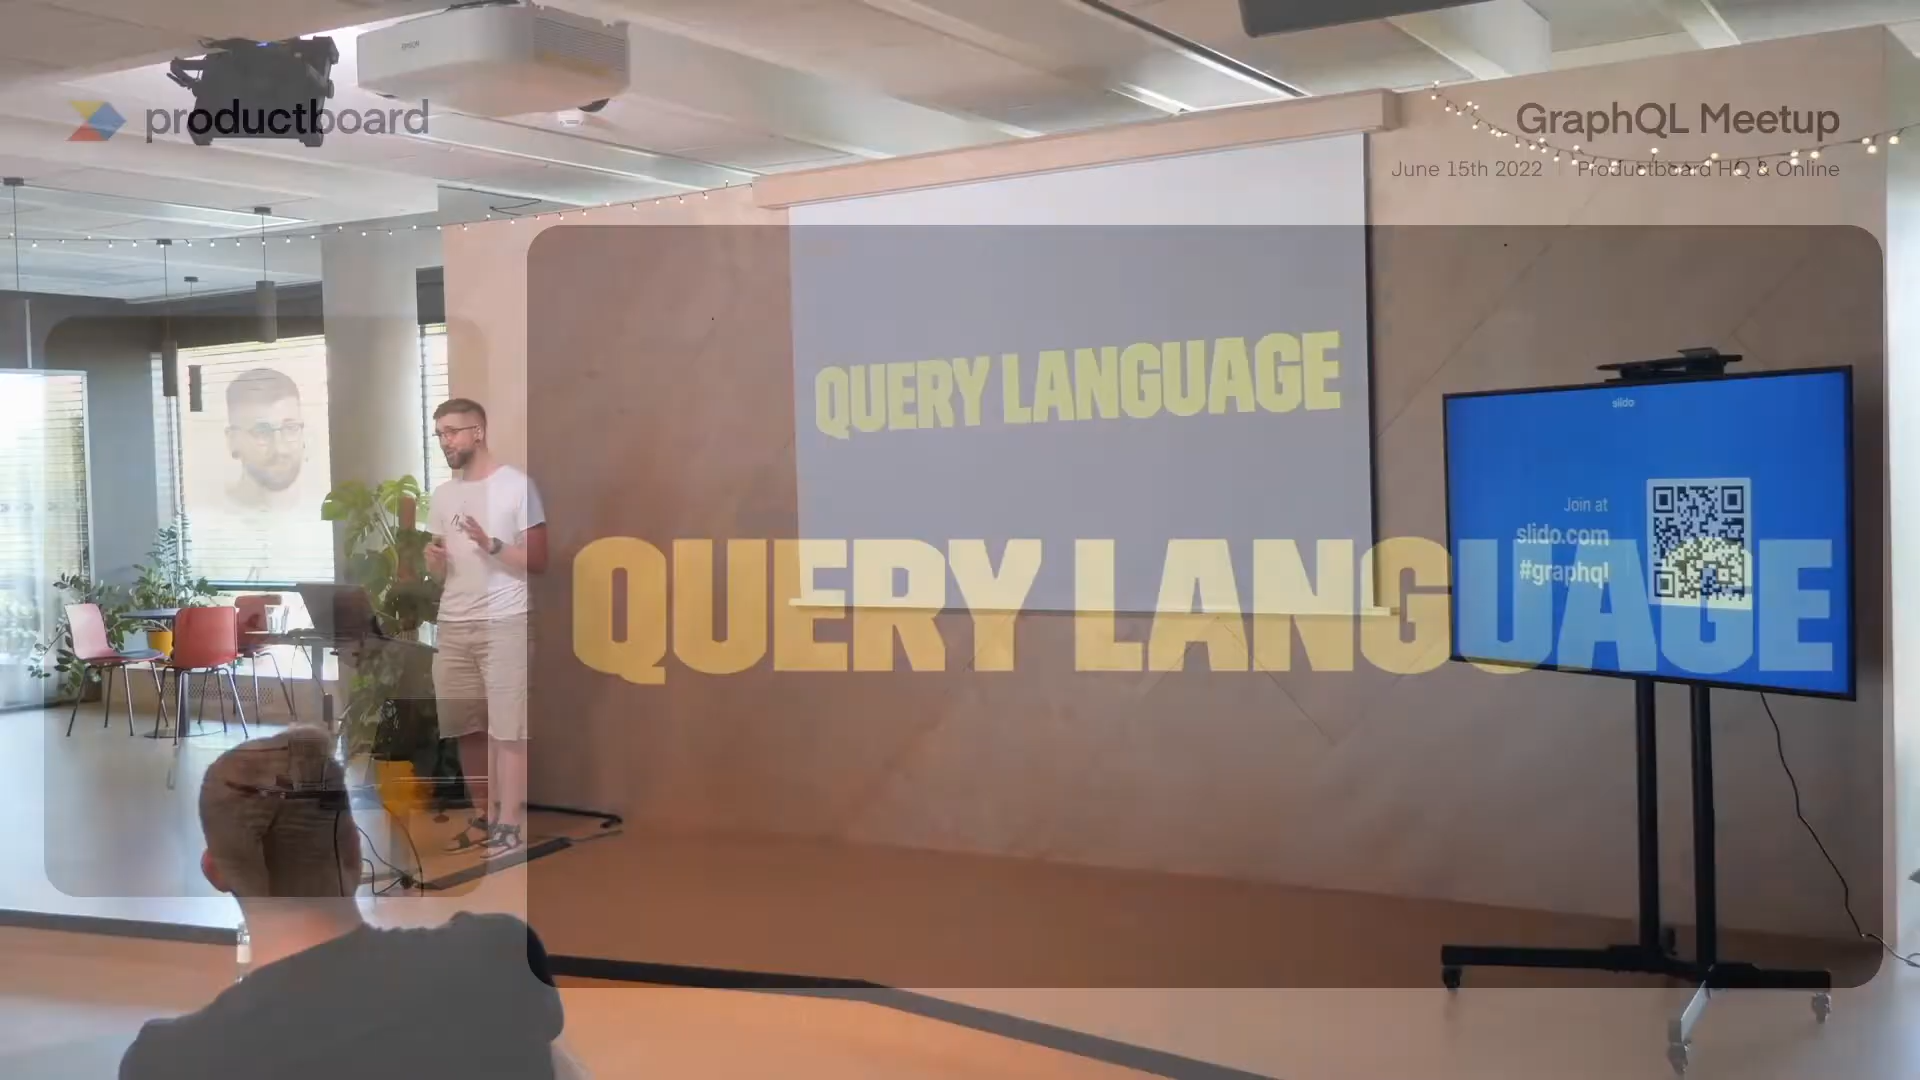 EPSON
productboard
GraphQL Meetup
June 15th 2022 | Productboard HQ & Online
QUERY LANGUAGE
slido
Join at
slido.com
#graphql
QUERY LANGUAGE